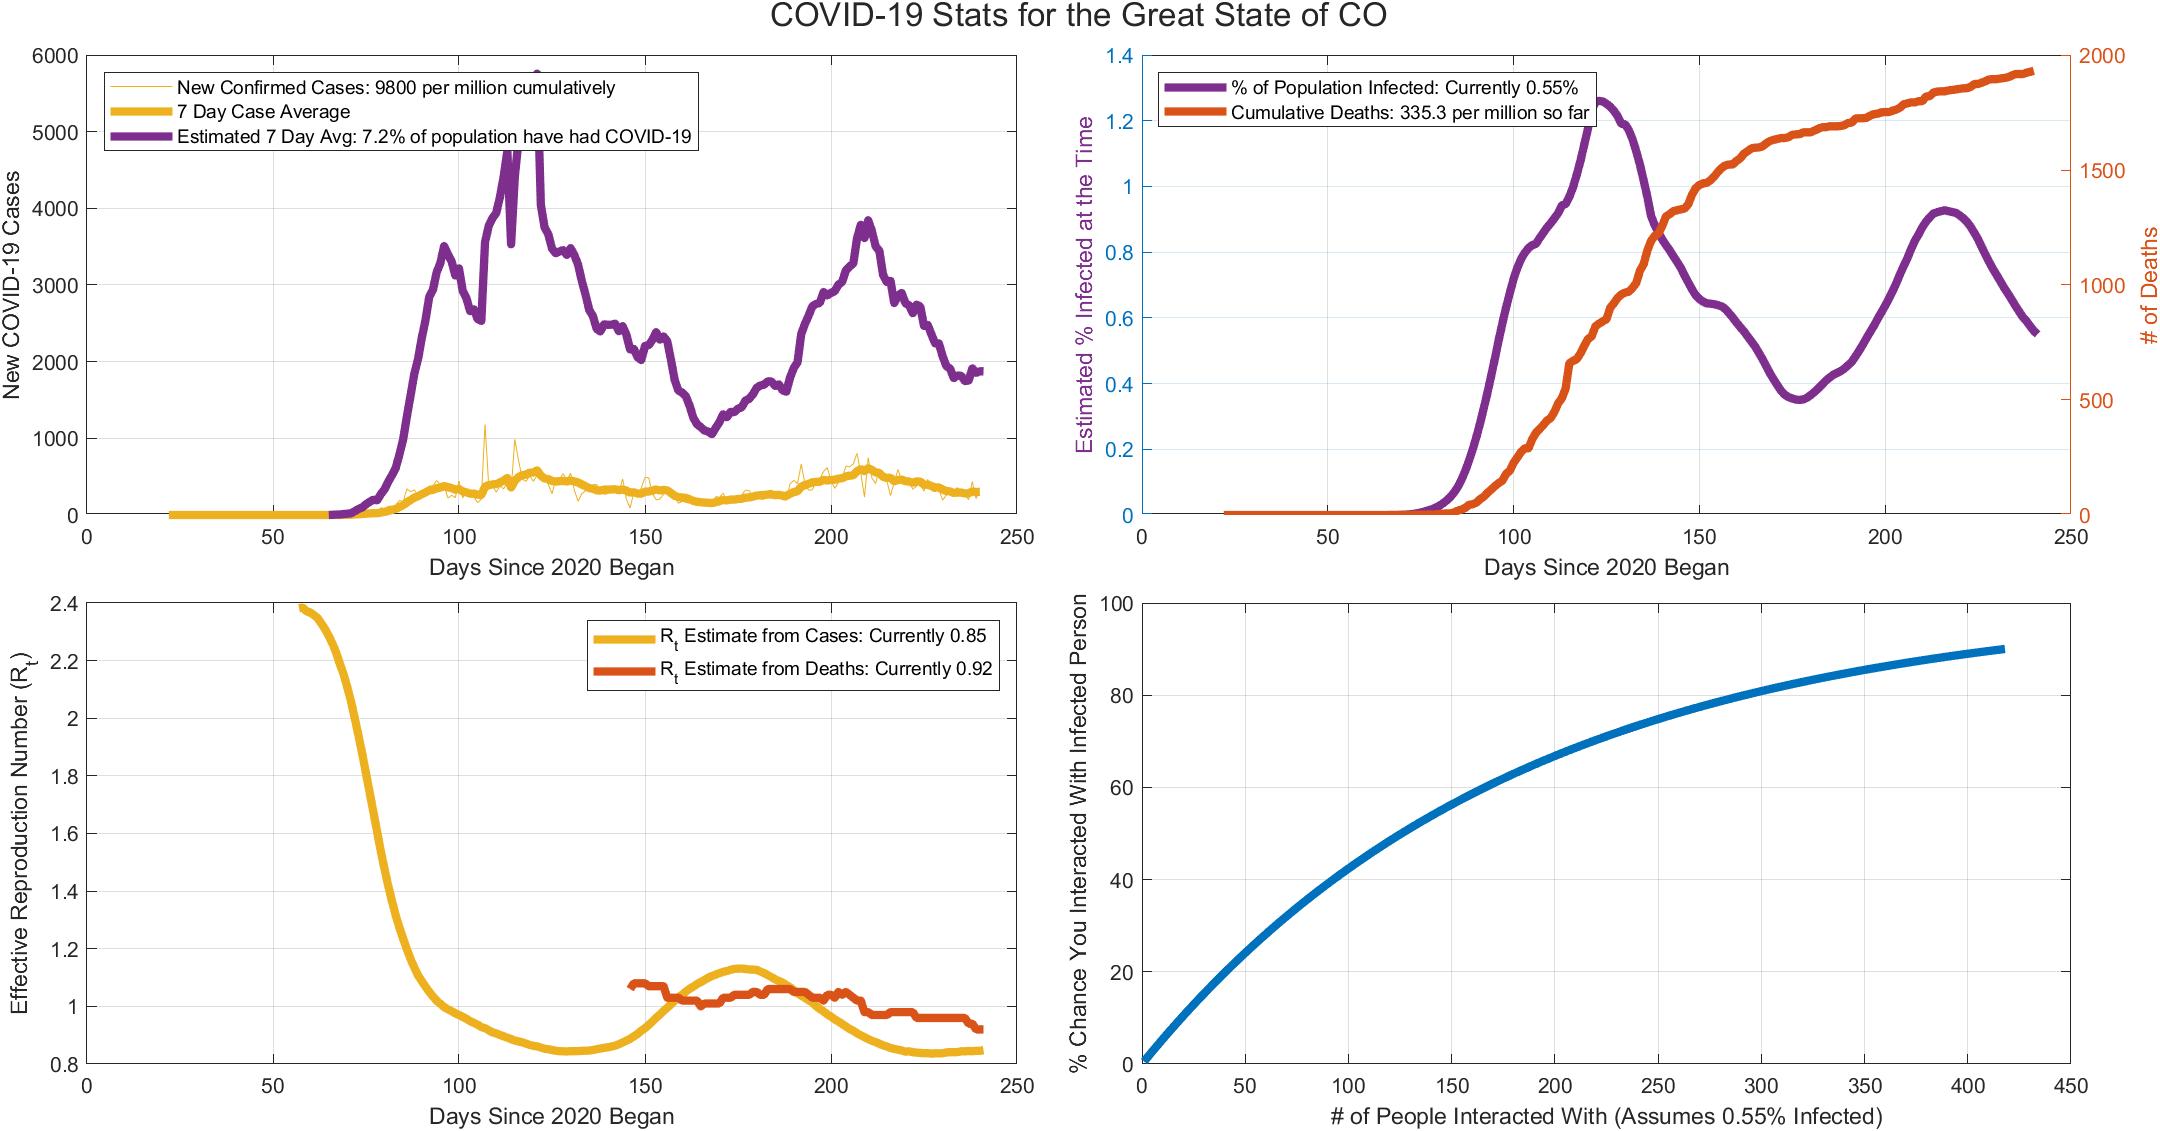 COVID-19 Stats for the Great State of CO
New COVID-19 Cases
6000
5000
4000
3000
2000
1000
0
New Confirmed Cases: 9800 per million cumulatively
7 Day Case Average
Estimated 7 Day Avg: 7.2% of population have had COVID-19
0 50 100 150 200 250
Days Since 2020 Began
Estimated % Infected at the Time
1.4
1.2
1
0.8
0.6
0.4
0.2
0
% of Population Infected: Currently 0.55%
Cumulative Deaths: 335.3 per million so far
2000
1500
1000
500
0
# of Deaths
0 50 100 150 200 250
Days Since 2020 Began
Effective Reproduction Number (Rt)
2.4
2.2
2
1.8
1.6
1.4
1.2
1
0.8
Rt Estimate from Cases: Currently 0.85
Rt Estimate from Deaths: Currently 0.92
0 50 100 150 200 250
Days Since 2020 Began
% Chance You Interacted With Infected Person
100
80
60
40
20
0
0 50 100 150 200 250 300 350 400 450
# of People Interacted With (Assumes 0.55% Infected)